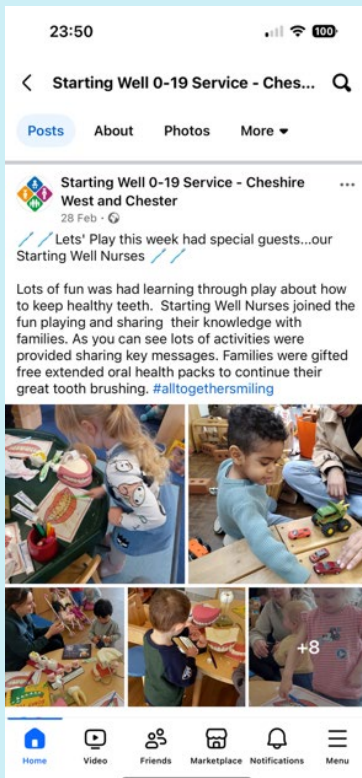 23:50
100
Starting Well 0-19 Service - Ches...
Posts About Photos More
Starting Well 0-19 Service - Cheshire
West and Chester
28 Feb ·
Lets' Play this week had special guests...our
Starting Well Nurses
Lots of fun was had learning through play about how
to keep healthy teeth. Starting Well Nurses joined the
fun playing and sharing their knowledge with
families. As you can see lots of activities were
provided sharing key messages. Families were gifted
free extended oral health packs to continue their
great tooth brushing. #alltogethersmiling
+8
Home Video Friends Marketplace Notifications Menu